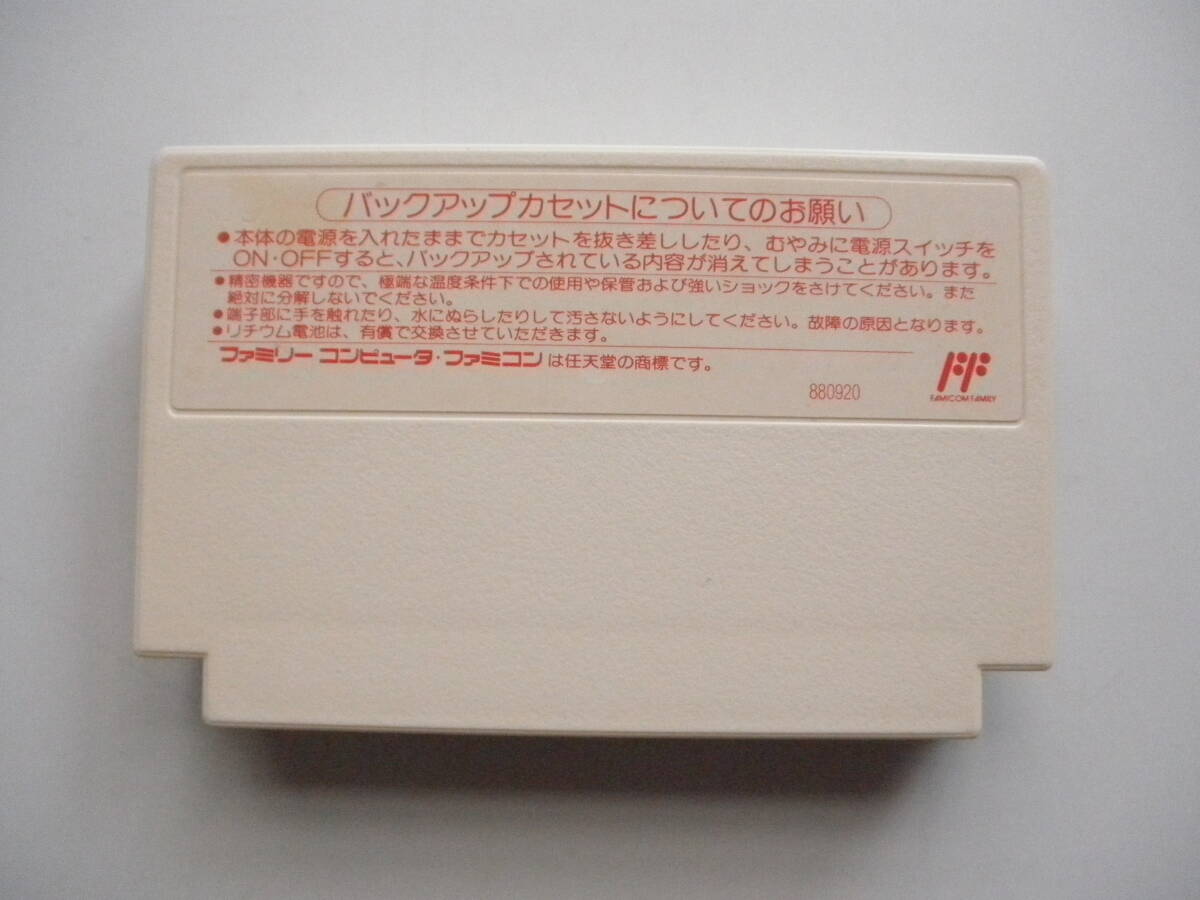 バックアップカセットについてのお願い
●本体の電源を入れたままでカセットを抜き差ししたり、むやみに電源スイッチを
ON・OFFすると、バックアップされている内容が消えてしまうことがあります。
●精密機器ですので、極端な温度条件下での使用や保管および強いショックをさけてください。また
絶対に分解しないでください。
●端子部に手を触れたり、水にぬらしたりして汚さないようにしてください。故障の原因となります。
●リチウム電池は、有償で交換させていただきます。
ファミリー コンピュータ・ファミコン は任天堂の商標です。
880920
FF
FAMICOM FAMILY